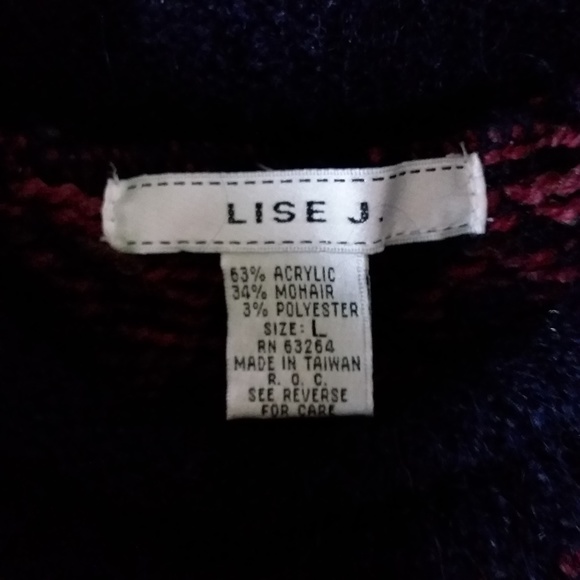 LISE J.
63% ACRYLIC
34% MOHAIR
3% POLYESTER
SIZE: L
RN 63264
MADE IN TAIWAN
R. O. C.
SEE REVERSE
FOR CARE